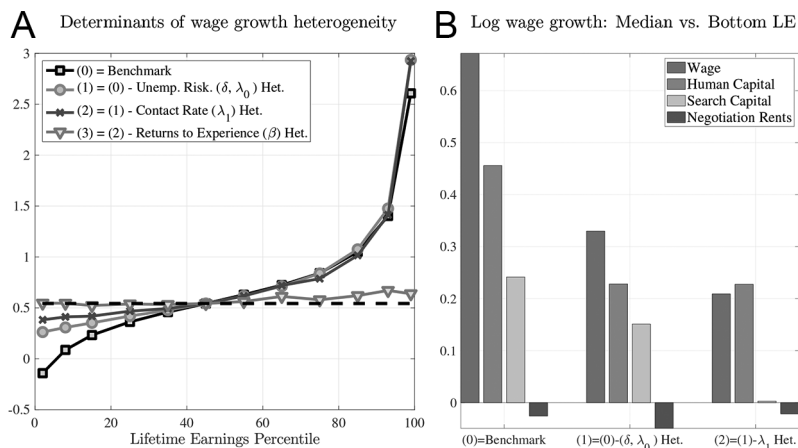 A
Determinants of wage growth heterogeneity
3
2.5
2
1.5
1
0.5
0
-0.5
0
20
40
60
80
100
Lifetime Earnings Percentile
(0) = Benchmark
(1) = (0) - Unemp. Risk. (δ, λ₀) Het.
(2) = (1) - Contact Rate (λ₁) Het.
(3) = (2) - Returns to Experience (β) Het.
B
Log wage growth: Median vs. Bottom LE
0.6
0.5
0.4
0.3
0.2
0.1
0
Wage
Human Capital
Search Capital
Negotiation Rents
(0)=Benchmark
(1)=(0)-(δ, λ₀) Het.
(2)=(1)-λ₁ Het.